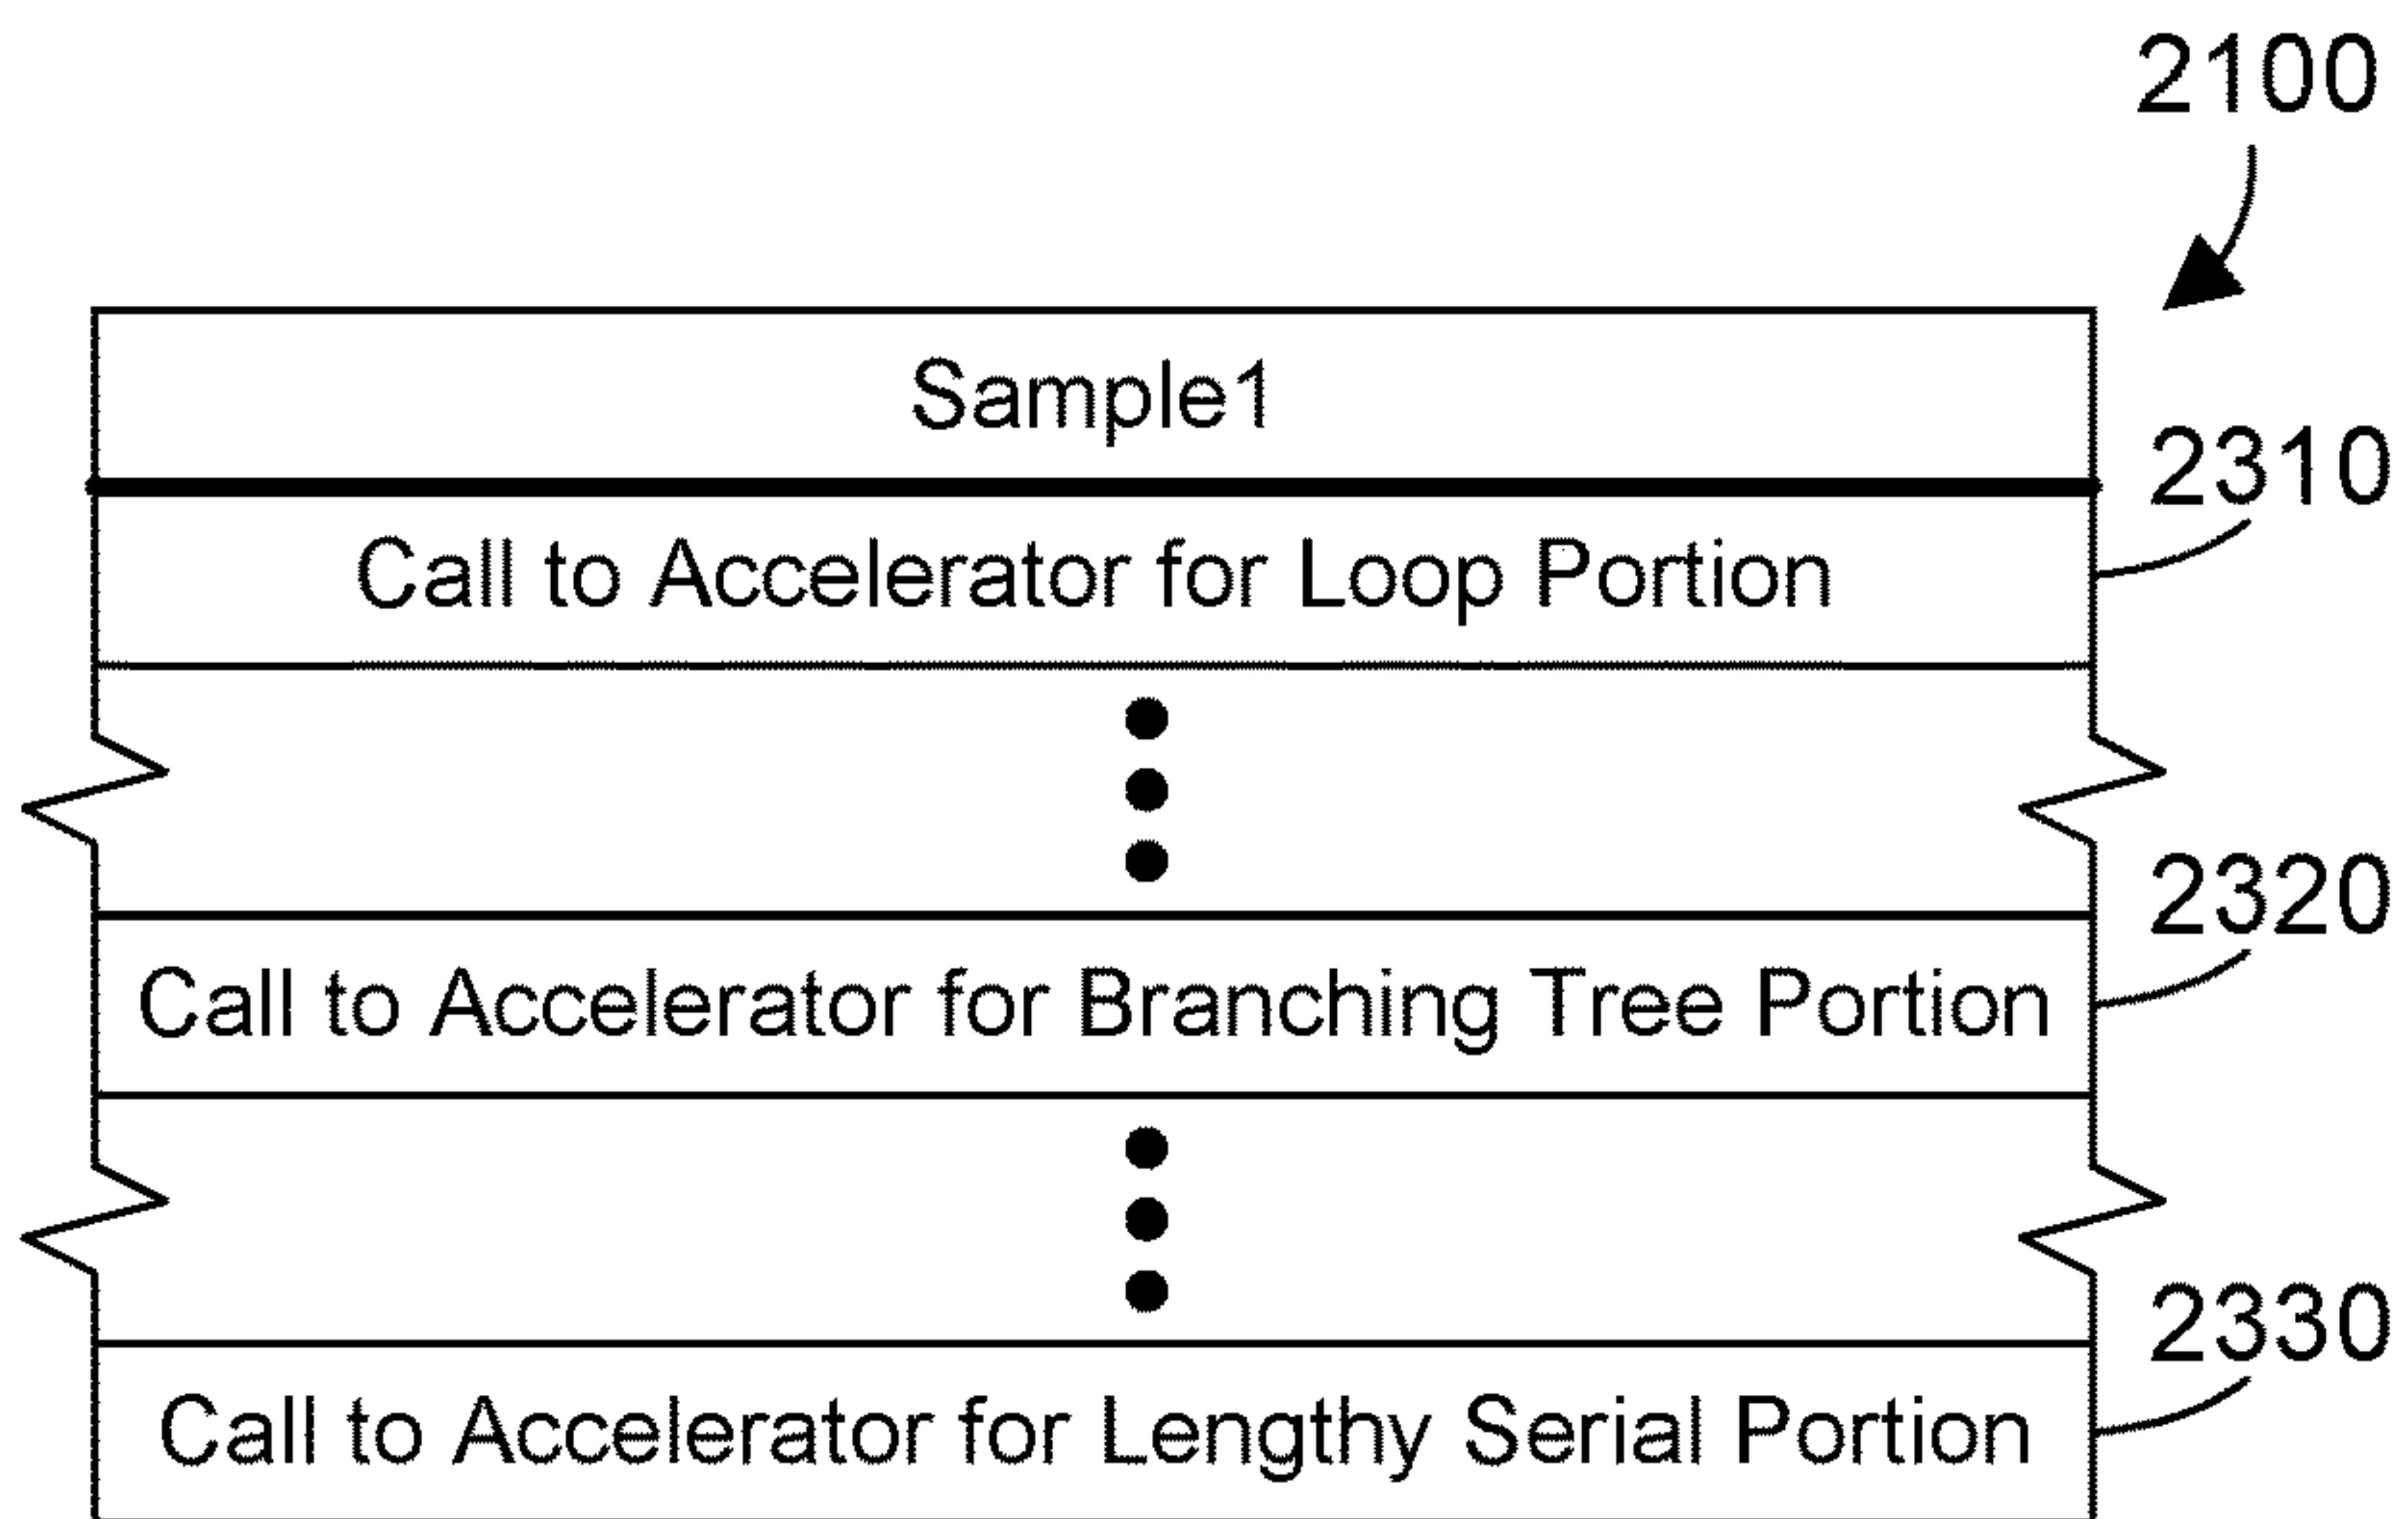 2100
Sample1
2310
Call to Accelerator for Loop Portion
2320
Call to Accelerator for Branching Tree Portion
2330
Call to Accelerator for Lengthy Serial Portion